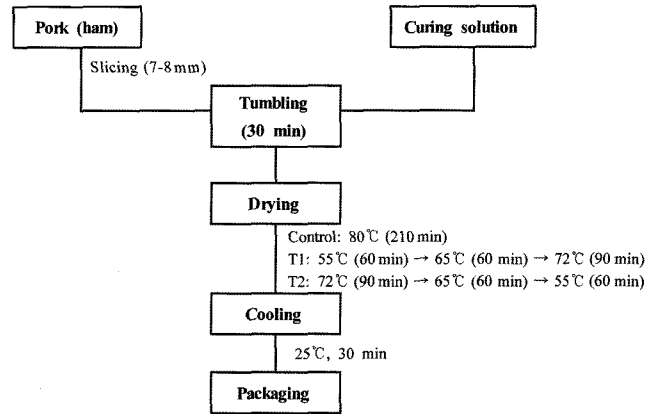 Pork (ham)
Curing solution
Slicing (7-8 mm)
Tumbling
(30 min)
Drying
Control: 80℃ (210 min)
T1: 55℃ (60 min) → 65℃ (60 min) → 72℃ (90 min)
T2: 72℃ (90 min) → 65℃ (60 min) → 55℃ (60 min)
Cooling
25℃, 30 min
Packaging